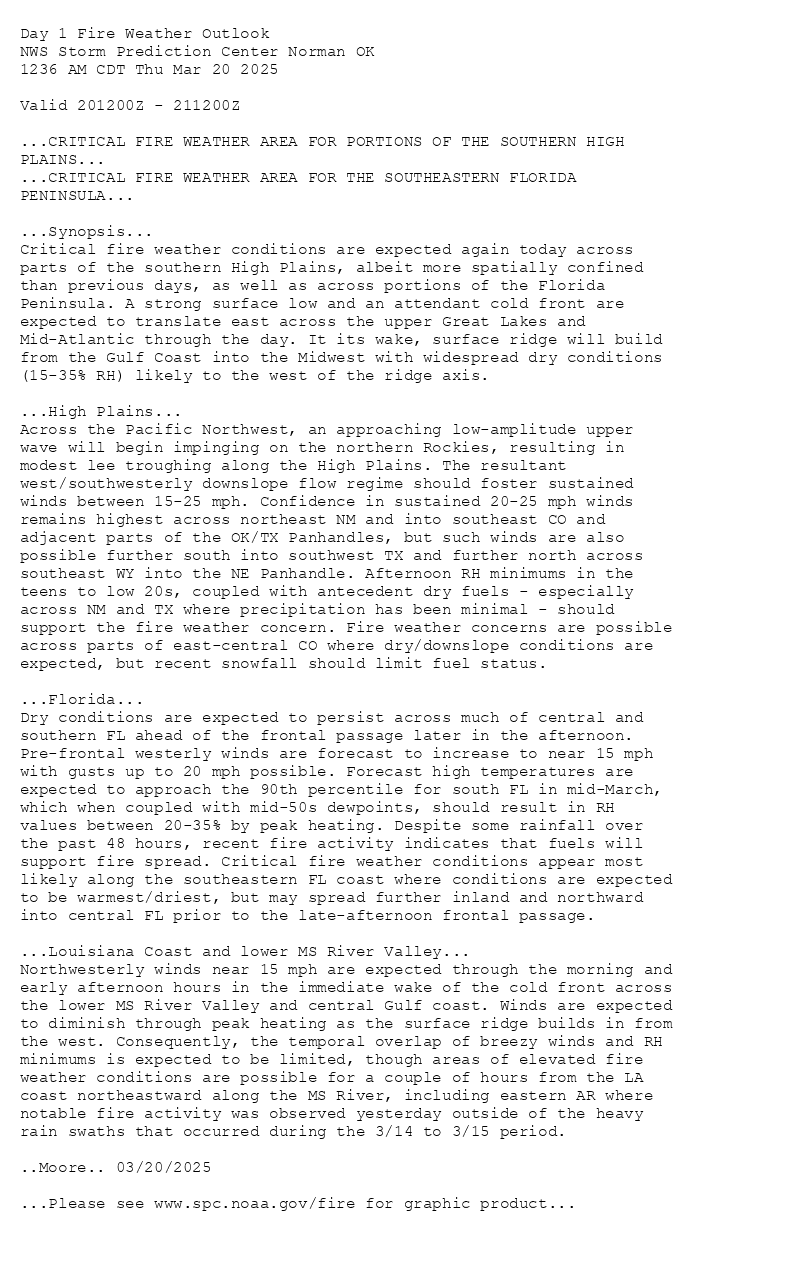 Day 1 Fire Weather Outlook
NWS Storm Prediction Center Norman OK
1236 AM CDT Thu Mar 20 2025
Valid 201200Z - 211200Z
...CRITICAL FIRE WEATHER AREA FOR PORTIONS OF THE SOUTHERN HIGH
PLAINS...
...CRITICAL FIRE WEATHER AREA FOR THE SOUTHEASTERN FLORIDA
PENINSULA...
...Synopsis...
Critical fire weather conditions are expected again today across
parts of the southern High Plains, albeit more spatially confined
than previous days, as well as across portions of the Florida
Peninsula. A strong surface low and an attendant cold front are
expected to translate east across the upper Great Lakes and
Mid-Atlantic through the day. It its wake, surface ridge will build
from the Gulf Coast into the Midwest with widespread dry conditions
(15-35% RH) likely to the west of the ridge axis.
...High Plains...
Across the Pacific Northwest, an approaching low-amplitude upper
wave will begin impinging on the northern Rockies, resulting in
modest lee troughing along the High Plains. The resultant
west/southwesterly downslope flow regime should foster sustained
winds between 15-25 mph. Confidence in sustained 20-25 mph winds
remains highest across northeast NM and into southeast CO and
adjacent parts of the OK/TX Panhandles, but such winds are also
possible further south into southwest TX and further north across
southeast WY into the NE Panhandle. Afternoon RH minimums in the
teens to low 20s, coupled with antecedent dry fuels - especially
across NM and TX where precipitation has been minimal - should
support the fire weather concern. Fire weather concerns are possible
across parts of east-central CO where dry/downslope conditions are
expected, but recent snowfall should limit fuel status.
...Florida...
Dry conditions are expected to persist across much of central and
southern FL ahead of the frontal passage later in the afternoon.
Pre-frontal westerly winds are forecast to increase to near 15 mph
with gusts up to 20 mph possible. Forecast high temperatures are
expected to approach the 90th percentile for south FL in mid-March,
which when coupled with mid-50s dewpoints, should result in RH
values between 20-35% by peak heating. Despite some rainfall over
the past 48 hours, recent fire activity indicates that fuels will
support fire spread. Critical fire weather conditions appear most
likely along the southeastern FL coast where conditions are expected
to be warmest/driest, but may spread further inland and northward
into central FL prior to the late-afternoon frontal passage.
...Louisiana Coast and lower MS River Valley...
Northwesterly winds near 15 mph are expected through the morning and
early afternoon hours in the immediate wake of the cold front across
the lower MS River Valley and central Gulf coast. Winds are expected
to diminish through peak heating as the surface ridge builds in from
the west. Consequently, the temporal overlap of breezy winds and RH
minimums is expected to be limited, though areas of elevated fire
weather conditions are possible for a couple of hours from the LA
coast northeastward along the MS River, including eastern AR where
notable fire activity was observed yesterday outside of the heavy
rain swaths that occurred during the 3/14 to 3/15 period.
..Moore.. 03/20/2025
...Please see www.spc.noaa.gov/fire for graphic product...